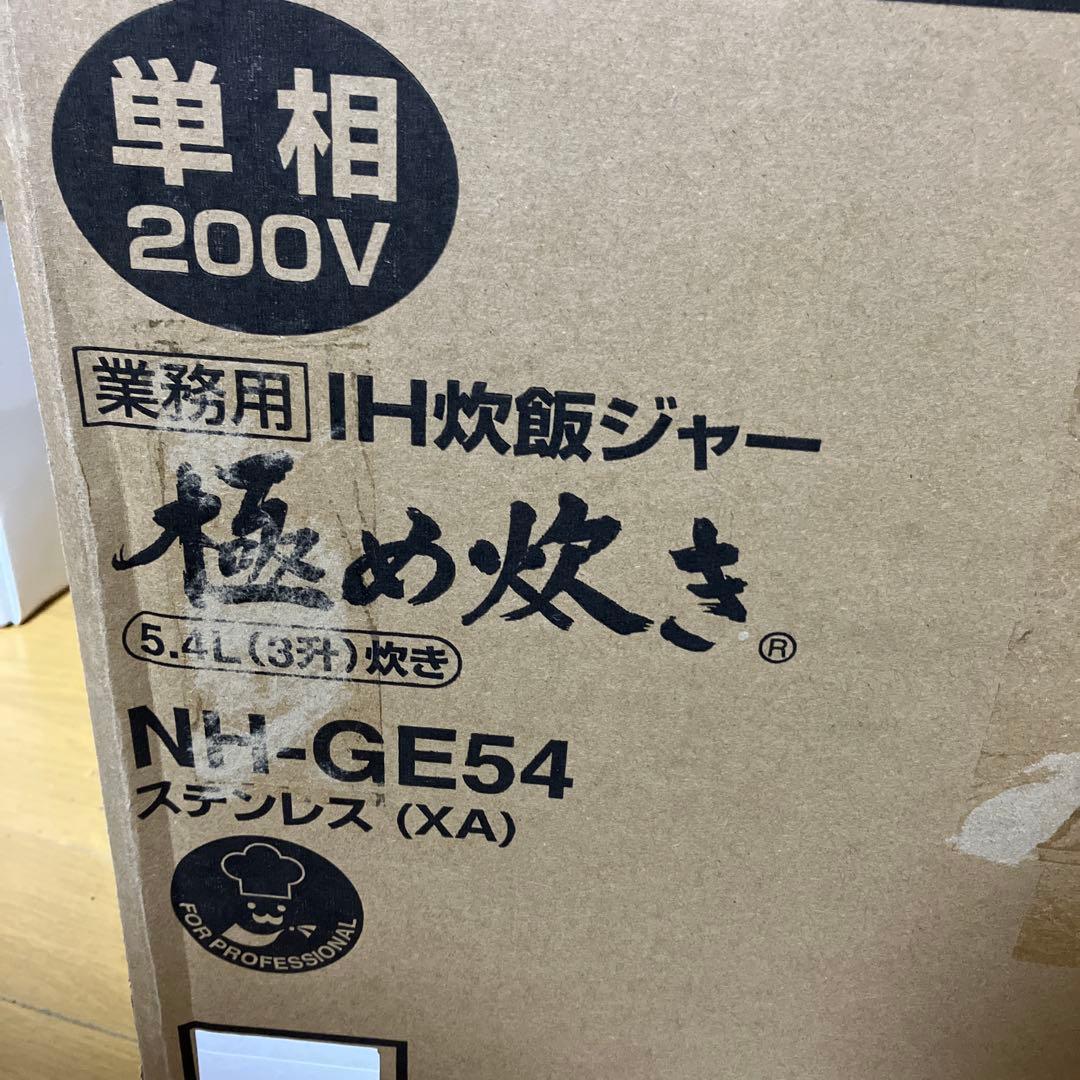 単相
200V
業務用 IH炊飯ジャー
極め炊き®
5.4L(3升)炊き
NH-GE54
ステンレス (XA)
FOR PROFESSIONAL